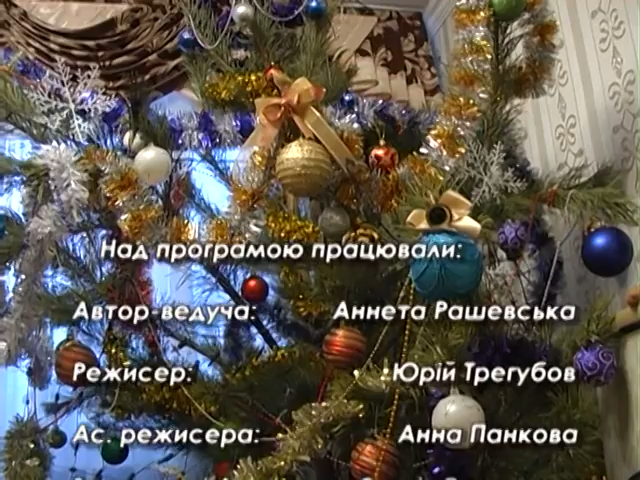 Над програмою працювали:
Автор-ведуча: Аннета Рашевська
Режисер: Юрій Трегубов
Ас. режисера: Анна Панкова